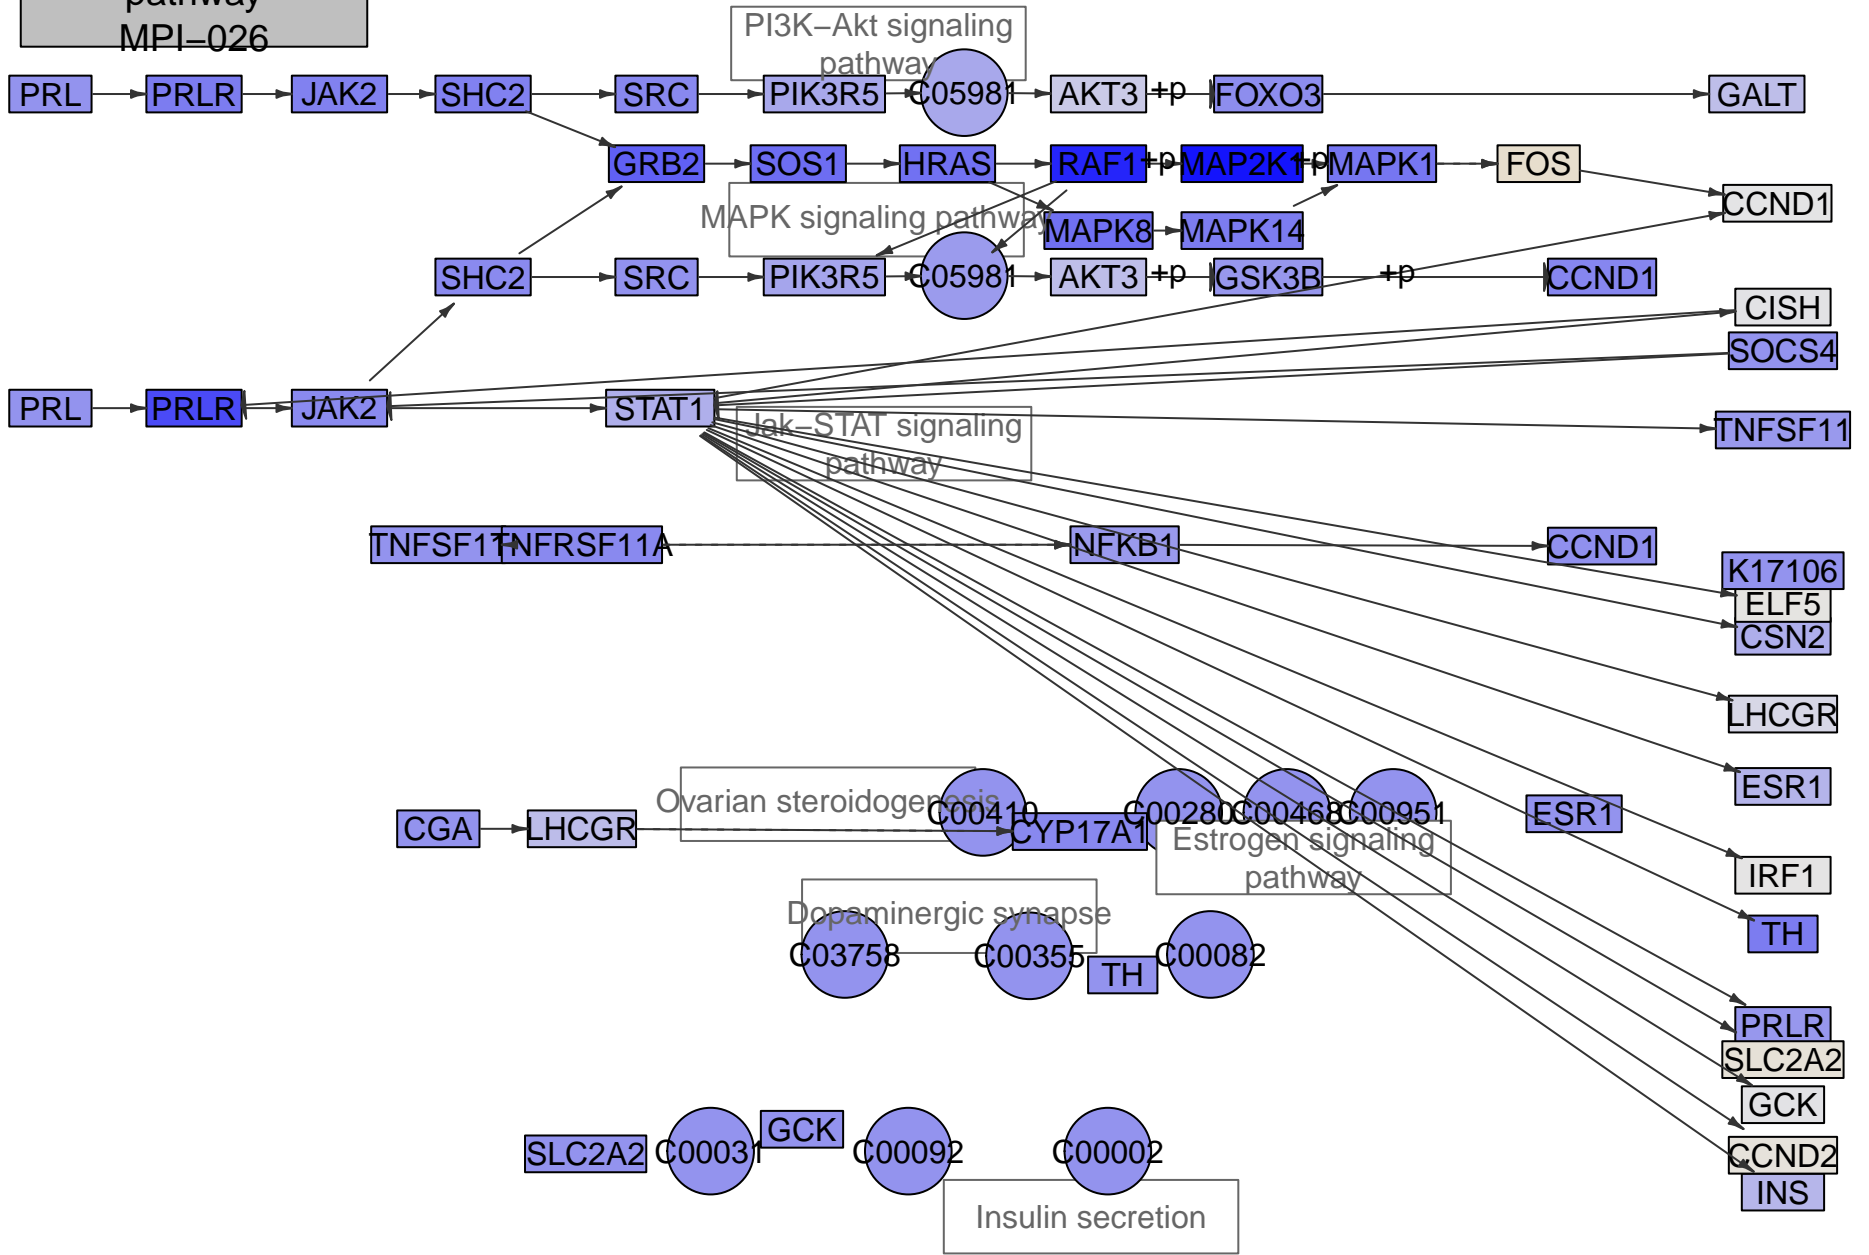 pathway
MPI−026
PI3K−Akt signaling
pathway
PRL
PRLR
JAK2
SHC2
SRC
PIK3R5
C05981
AKT3
+p
FOXO3
GALT
GRB2
SOS1
HRAS
RAF1
+p
MAP2K1
+p
MAPK1
FOS
CCND1
MAPK signaling pathway
MAPK8
MAPK14
SHC2
SRC
PIK3R5
C05981
AKT3
+p
GSK3B
+p
CCND1
CISH
SOCS4
PRL
PRLR
JAK2
STAT1
Jak−STAT signaling
pathway
TNFSF11
TNFSF11
TNFRSF11A
NFKB1
CCND1
K17106
ELF5
CSN2
LHCGR
ESR1
Ovarian steroidogenesis
CGA
LHCGR
C00410
CYP17A1
C00280
C00468
C00951
ESR1
Estrogen signaling
pathway
IRF1
Dopaminergic synapse
TH
C03758
C00355
TH
C00082
PRLR
SLC2A2
GCK
SLC2A2
C00031
GCK
C00092
C00002
CCND2
INS
Insulin secretion